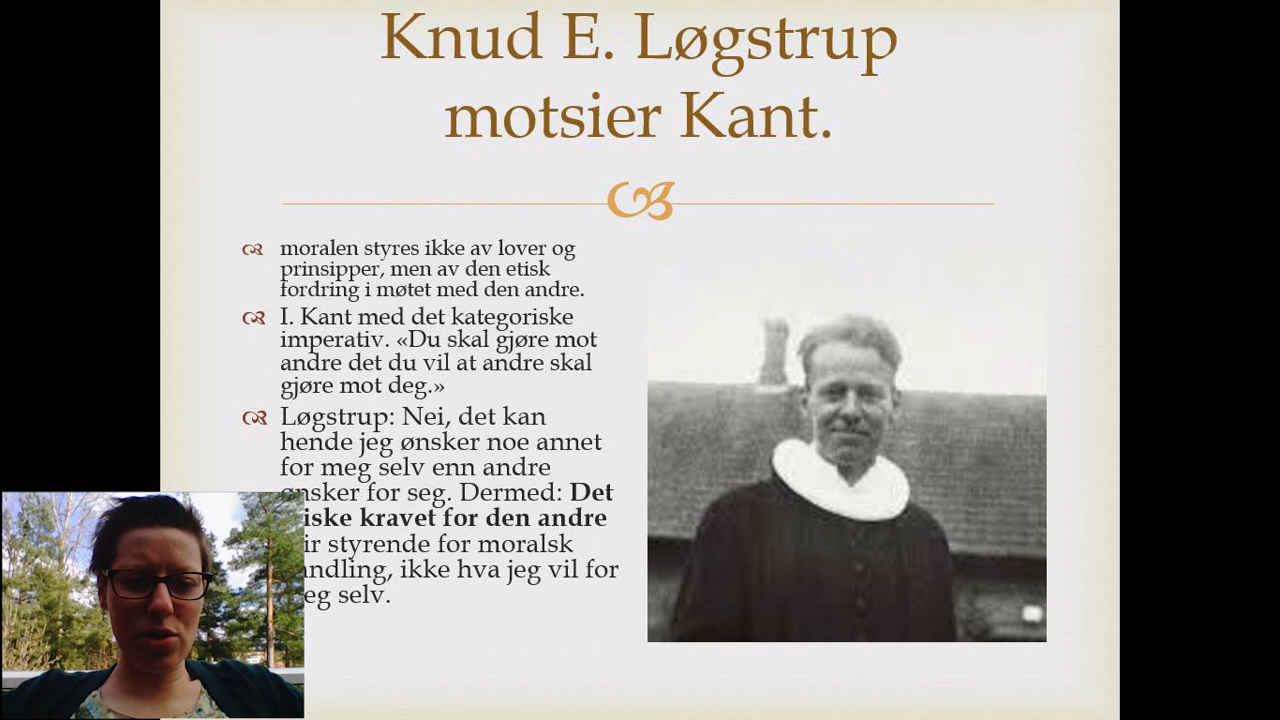 Knud E. Løgstrup
motsier Kant.
moralen styres ikke av lover og
prinsipper, men av den etisk
fordring i møtet med den andre.
I. Kant med det kategoriske
imperativ. «Du skal gjøre mot
andre det du vil at andre skal
gjøre mot deg.»
Løgstrup: Nei, det kan
hende jeg ønsker noe annet
for meg selv enn andre
ønsker for seg. Dermed: Det
kravet for den andre
styrende for moralsk
ikke hva jeg vil for
selv.